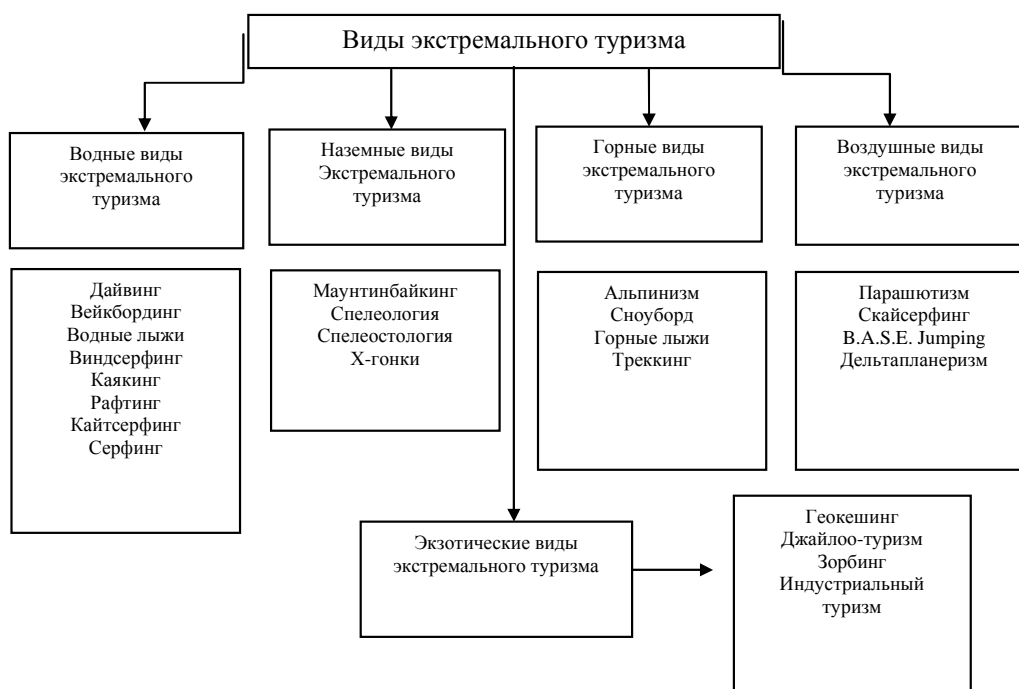 Виды экстремального туризма
Водные виды
экстремального
туризма
Наземные виды
Экстремального
туризма
Горные виды
экстремального
туризма
Воздушные виды
экстремального
туризма
Дайвинг
Вейкбординг
Водные лыжи
Виндсерфинг
Каякинг
Рафтинг
Кайтсерфинг
Серфинг
Маунтинбайкинг
Спелеология
Спелеостология
Х-гонки
Альпинизм
Сноуборд
Горные лыжи
Треккинг
Парашютизм
Скайсерфинг
B.A.S.E. Jumping
Дельтапланеризм
Экзотические виды
экстремального туризма
Геокешинг
Джайлоо-туризм
Зорбинг
Индустриальный
туризм